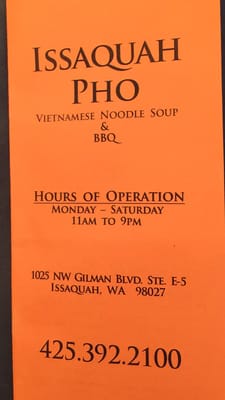 Issaquah
Pho
Vietnamese Noodle Soup
&
BBQ
Hours of Operation
Monday – Saturday
11am to 9pm
1025 NW Gilman Blvd. Ste. E-5
Issaquah, WA 98027
425.392.2100